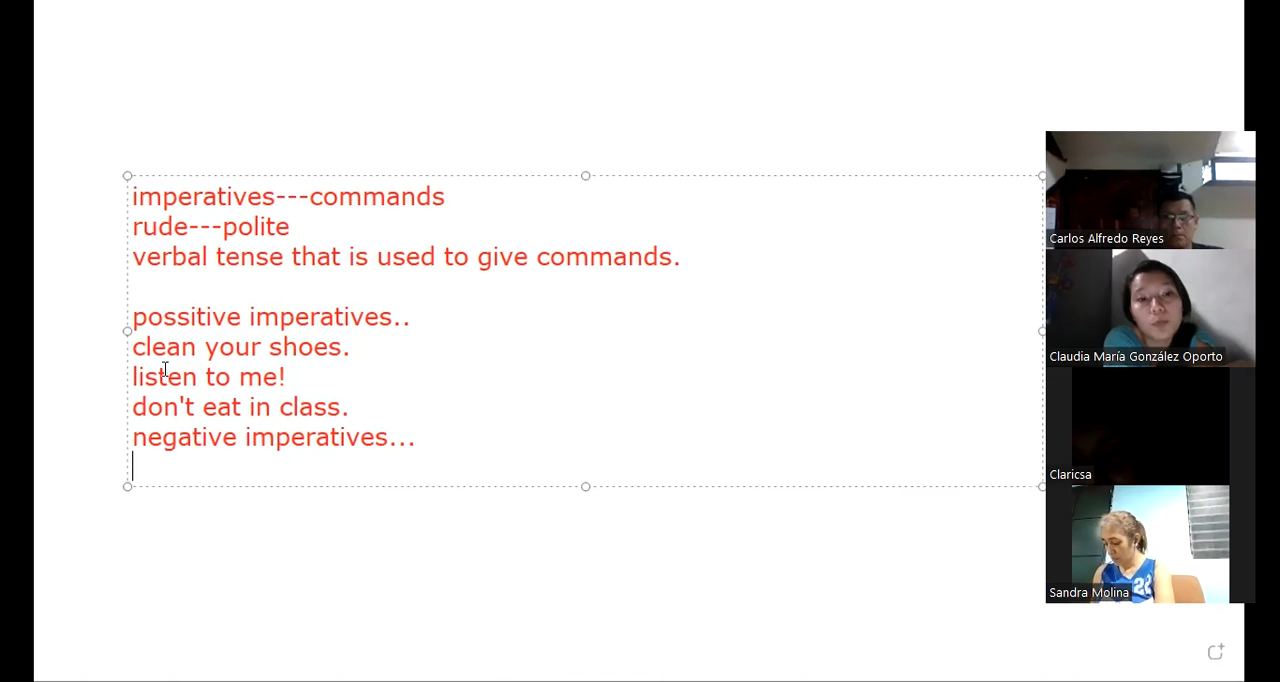 imperatives---commands
rude---polite
verbal tense that is used to give commands.
possitive imperatives..
clean your shoes.
listen to me!
don't eat in class.
negative imperatives...
Carlos Alfredo Reyes
Claudia María González Oporto
Claricsa
Sandra Molina